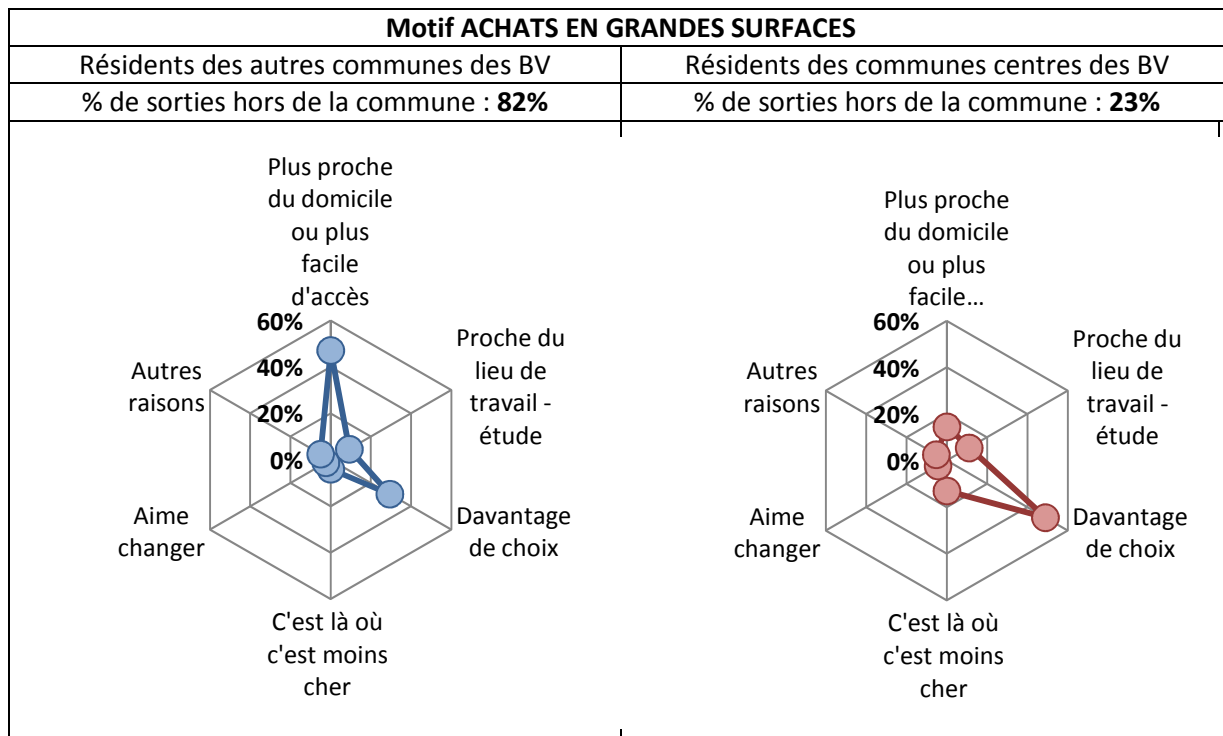 Motif ACHATS EN GRANDES SURFACES
Résidents des autres communes des BV
Résidents des communes centres des BV
% de sorties hors de la commune : 82%
% de sorties hors de la commune : 23%
Plus proche
du domicile
ou plus
facile
d'accès
60%
40%
20%
0%
Proche du
lieu de
travail -
étude
Davantage
de choix
C'est là où
c'est moins
cher
Aime
changer
Autres
raisons
Plus proche
du domicile
ou plus
facile...
60%
40%
20%
0%
Proche du
lieu de
travail -
étude
Davantage
de choix
C'est là où
c'est moins
cher
Aime
changer
Autres
raisons